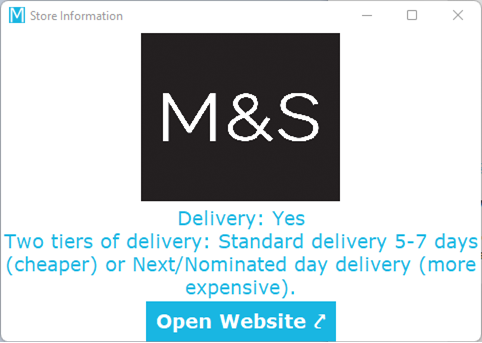 M Store Information
M&S
Delivery: Yes
Two tiers of delivery: Standard delivery 5-7 days
(cheaper) or Next/Nominated day delivery (more
expensive).
Open Website ⤤